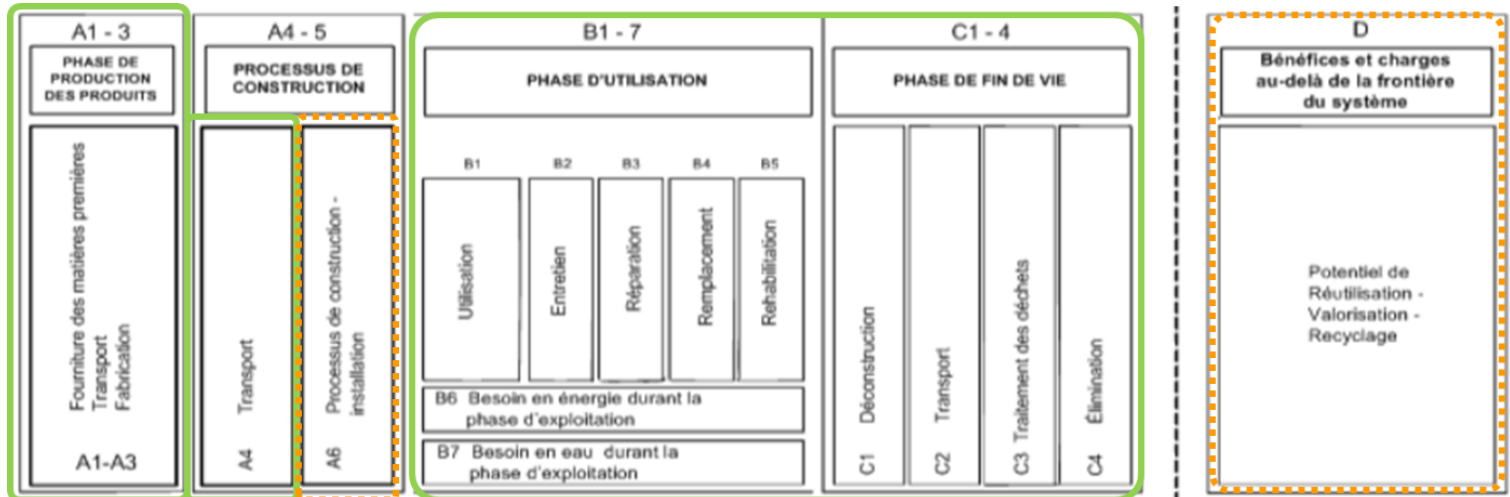 A1 - 3
PHASE DE
PRODUCTION
DES PRODUITS
Fourniture des matières premières
Transport
Fabrication
A1-A3
A4 - 5
PROCESSUS DE
CONSTRUCTION
A4
Transport
A6
Processus de construction -
installation
B1 - 7
PHASE D'UTILISATION
B1
Utilisation
B2
Entretien
B3
Réparation
B4
Remplacement
B5
Rehabilitation
B6 Besoin en énergie durant la
phase d'exploitation
B7 Besoin en eau durant la
phase d'exploitation
C1 - 4
PHASE DE FIN DE VIE
C1 Déconstruction
C2 Transport
C3 Traitement des déchets
C4 Élimination
D
Bénéfices et charges
au-delà de la frontière
du système
Potentiel de
Réutilisation -
Valorisation -
Recyclage